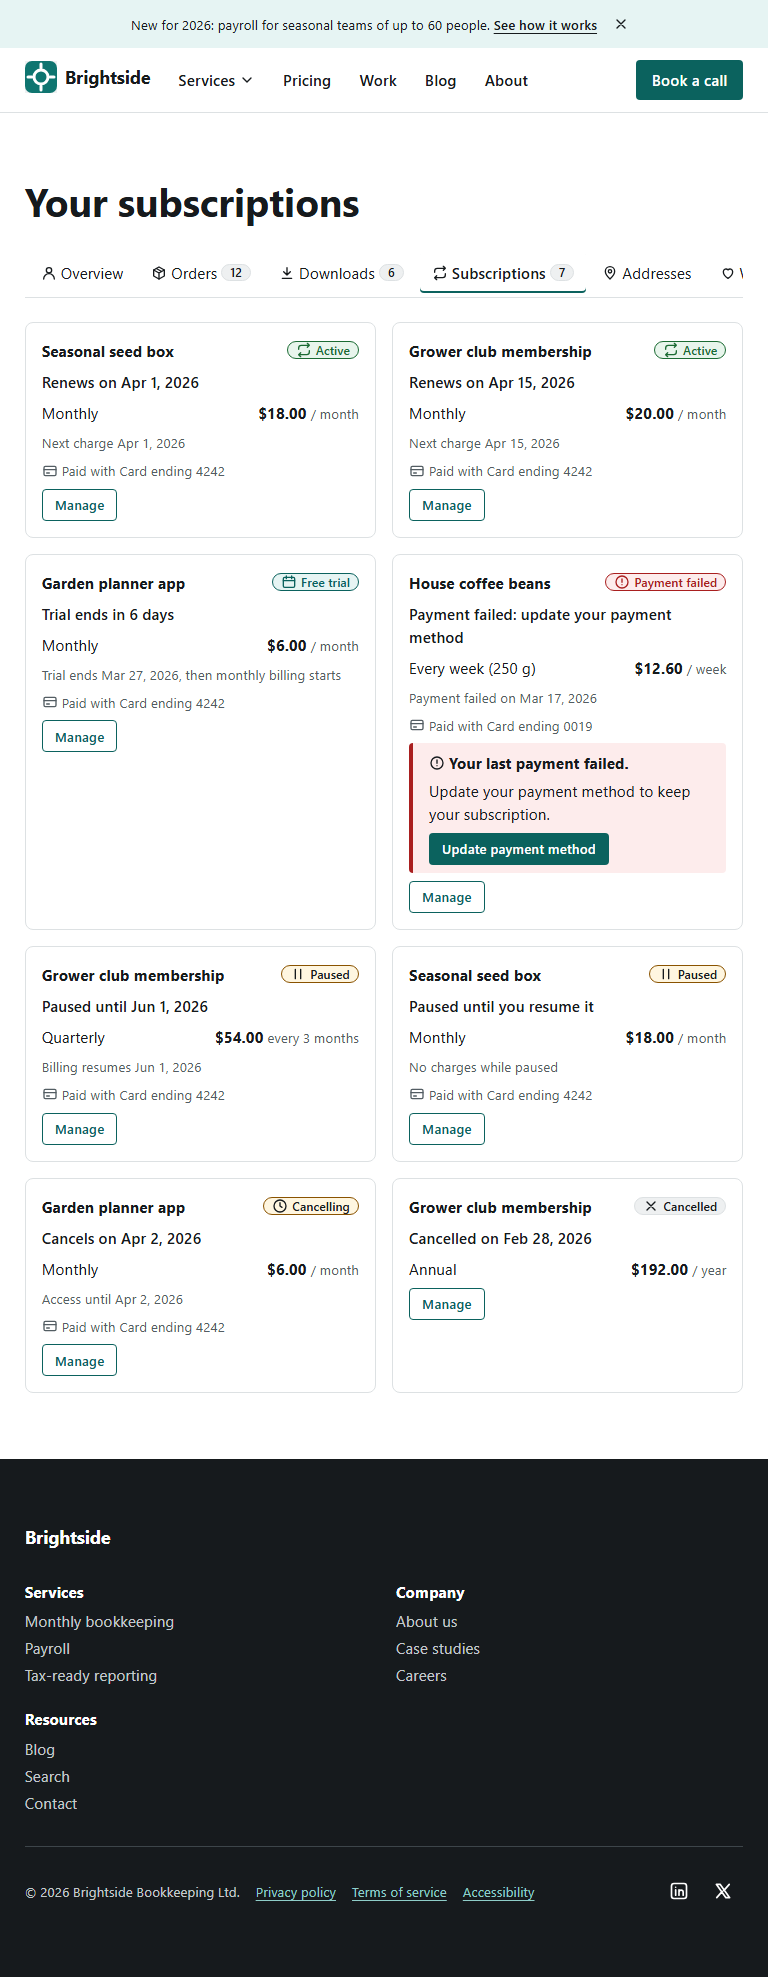 New for 2026: payroll for seasonal teams of up to 60 people. See how it works
Brightside
Services
Pricing
Work
Blog
About
Book a call
Your subscriptions
Overview
Orders 12
Downloads 6
Subscriptions 7
Addresses
Seasonal seed box
Active
Renews on Apr 1, 2026
Monthly
$18.00 / month
Next charge Apr 1, 2026
Paid with Card ending 4242
Manage
Grower club membership
Active
Renews on Apr 15, 2026
Monthly
$20.00 / month
Next charge Apr 15, 2026
Paid with Card ending 4242
Manage
Garden planner app
Free trial
Trial ends in 6 days
Monthly
$6.00 / month
Trial ends Mar 27, 2026, then monthly billing starts
Paid with Card ending 4242
Manage
House coffee beans
Payment failed
Payment failed: update your payment
method
Every week (250 g)
$12.60 / week
Payment failed on Mar 17, 2026
Paid with Card ending 0019
Your last payment failed.
Update your payment method to keep
your subscription.
Update payment method
Manage
Grower club membership
Paused
Paused until Jun 1, 2026
Quarterly
$54.00 every 3 months
Billing resumes Jun 1, 2026
Paid with Card ending 4242
Manage
Seasonal seed box
Paused
Paused until you resume it
Monthly
$18.00 / month
No charges while paused
Paid with Card ending 4242
Manage
Garden planner app
Cancelling
Cancels on Apr 2, 2026
Monthly
$6.00 / month
Access until Apr 2, 2026
Paid with Card ending 4242
Manage
Grower club membership
Cancelled
Cancelled on Feb 28, 2026
Annual
$192.00 / year
Manage
Brightside
Services
Monthly bookkeeping
Payroll
Tax-ready reporting
Company
About us
Case studies
Careers
Resources
Blog
Search
Contact
© 2026 Brightside Bookkeeping Ltd.
Privacy policy
Terms of service
Accessibility